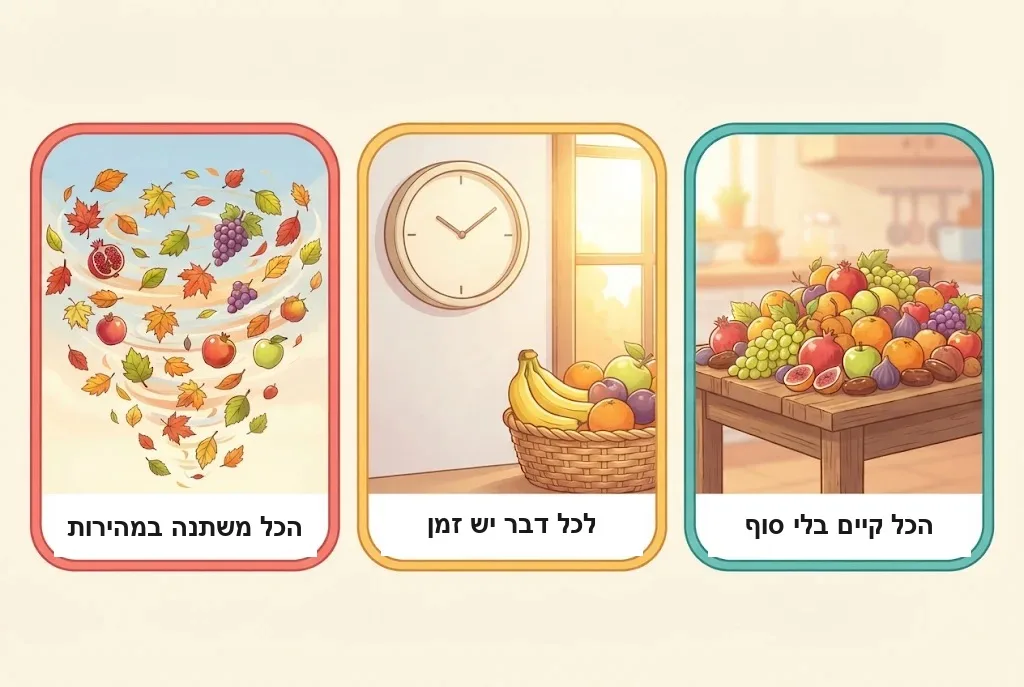 הכל קיים בלי סוף
לכל דבר יש זמן
הכל משתנה במהירות